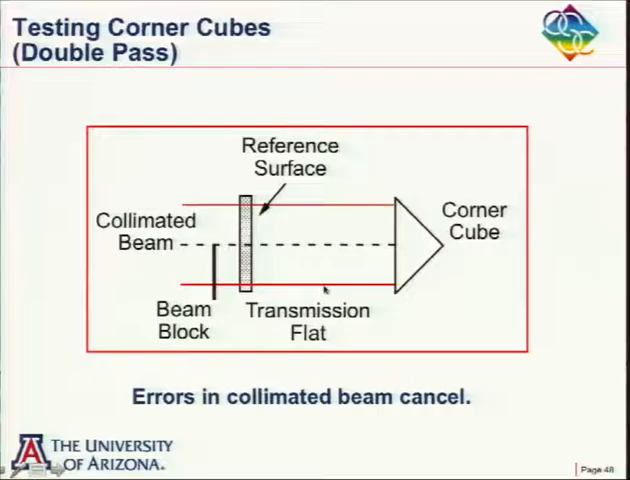 Testing Corner Cubes
(Double Pass)
Reference
Surface
Collimated
Beam
Corner
Cube
Beam
Block
Transmission
Flat
Errors in collimated beam cancel.
THE UNIVERSITY
OF ARIZONA.
Page 48